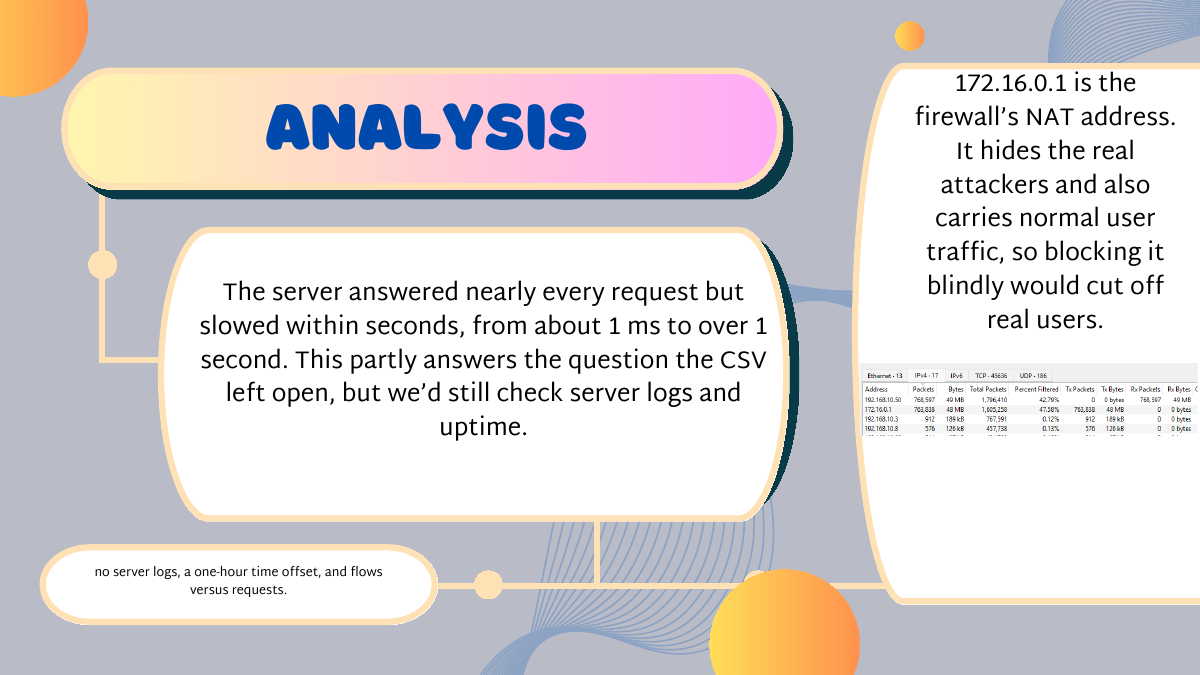 ANALYSIS
The server answered nearly every request but
slowed within seconds, from about 1 ms to over 1
second. This partly answers the question the CSV
left open, but we’d still check server logs and
uptime.
no server logs, a one-hour time offset, and flows
versus requests.
172.16.0.1 is the
firewall’s NAT address.
It hides the real
attackers and also
carries normal user
traffic, so blocking it
blindly would cut off
real users.
Ethernet · 13 IPv4 · 17 IPv6 TCP · 45636 UDP · 186
Address Packets Bytes Total Packets Percent Filtered Tx Packets Tx Bytes Rx Packets Rx Bytes
192.168.10.50 768,597 49 MB 1,796,410 42.79% 0 0 bytes 768,597 49 MB
172.16.0.1 763,838 48 MB 1,605,258 47.58% 763,838 48 MB 0 0 bytes
192.168.10.3 912 189 kB 767,591 0.12% 912 189 kB 0 0 bytes
192.168.10.8 576 126 kB 457,738 0.13% 576 126 kB 0 0 bytes